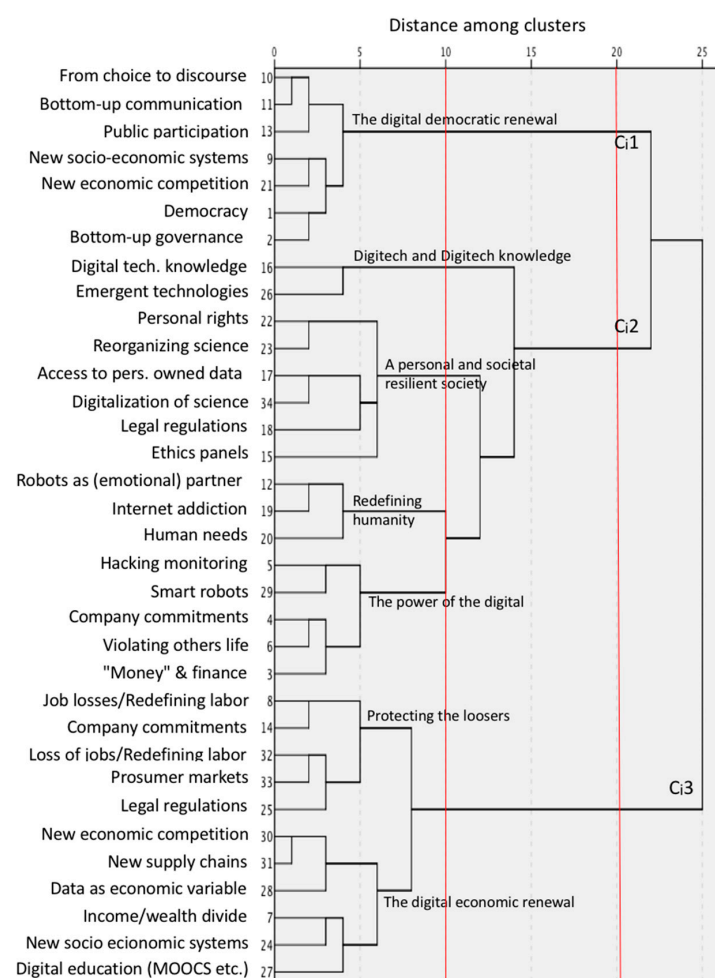 Distance among clusters
0 5 10 15 20 25
From choice to discourse 10
Bottom-up communication 11
The digital democratic renewal
Public participation 13
Ci1
New socio-economic systems 9
New economic competition 21
Democracy 1
Bottom-up governance 2
Digitech and Digitech knowledge
Digital tech. knowledge 16
Emergent technologies 26
Personal rights 22
Ci2
Reorganizing science 23
A personal and societal
resilient society
Access to pers. owned data 17
Digitalization of science 34
Legal regulations 18
Ethics panels 15
Robots as (emotional) partner 12
Redefining
humanity
Internet addiction 19
Human needs 20
Hacking monitoring 5
Smart robots 29
The power of the digital
Company commitments 4
Violating others life 6
"Money" & finance 3
Job losses/Redefining labor 8
Protecting the loosers
Company commitments 14
Loss of jobs/Redefining labor 32
Prosumer markets 33
Ci3
Legal regulations 25
New economic competition 30
New supply chains 31
Data as economic variable 28
The digital economic renewal
Income/wealth divide 7
New socio ecionomic systems 24
Digital education (MOOCS etc.) 27